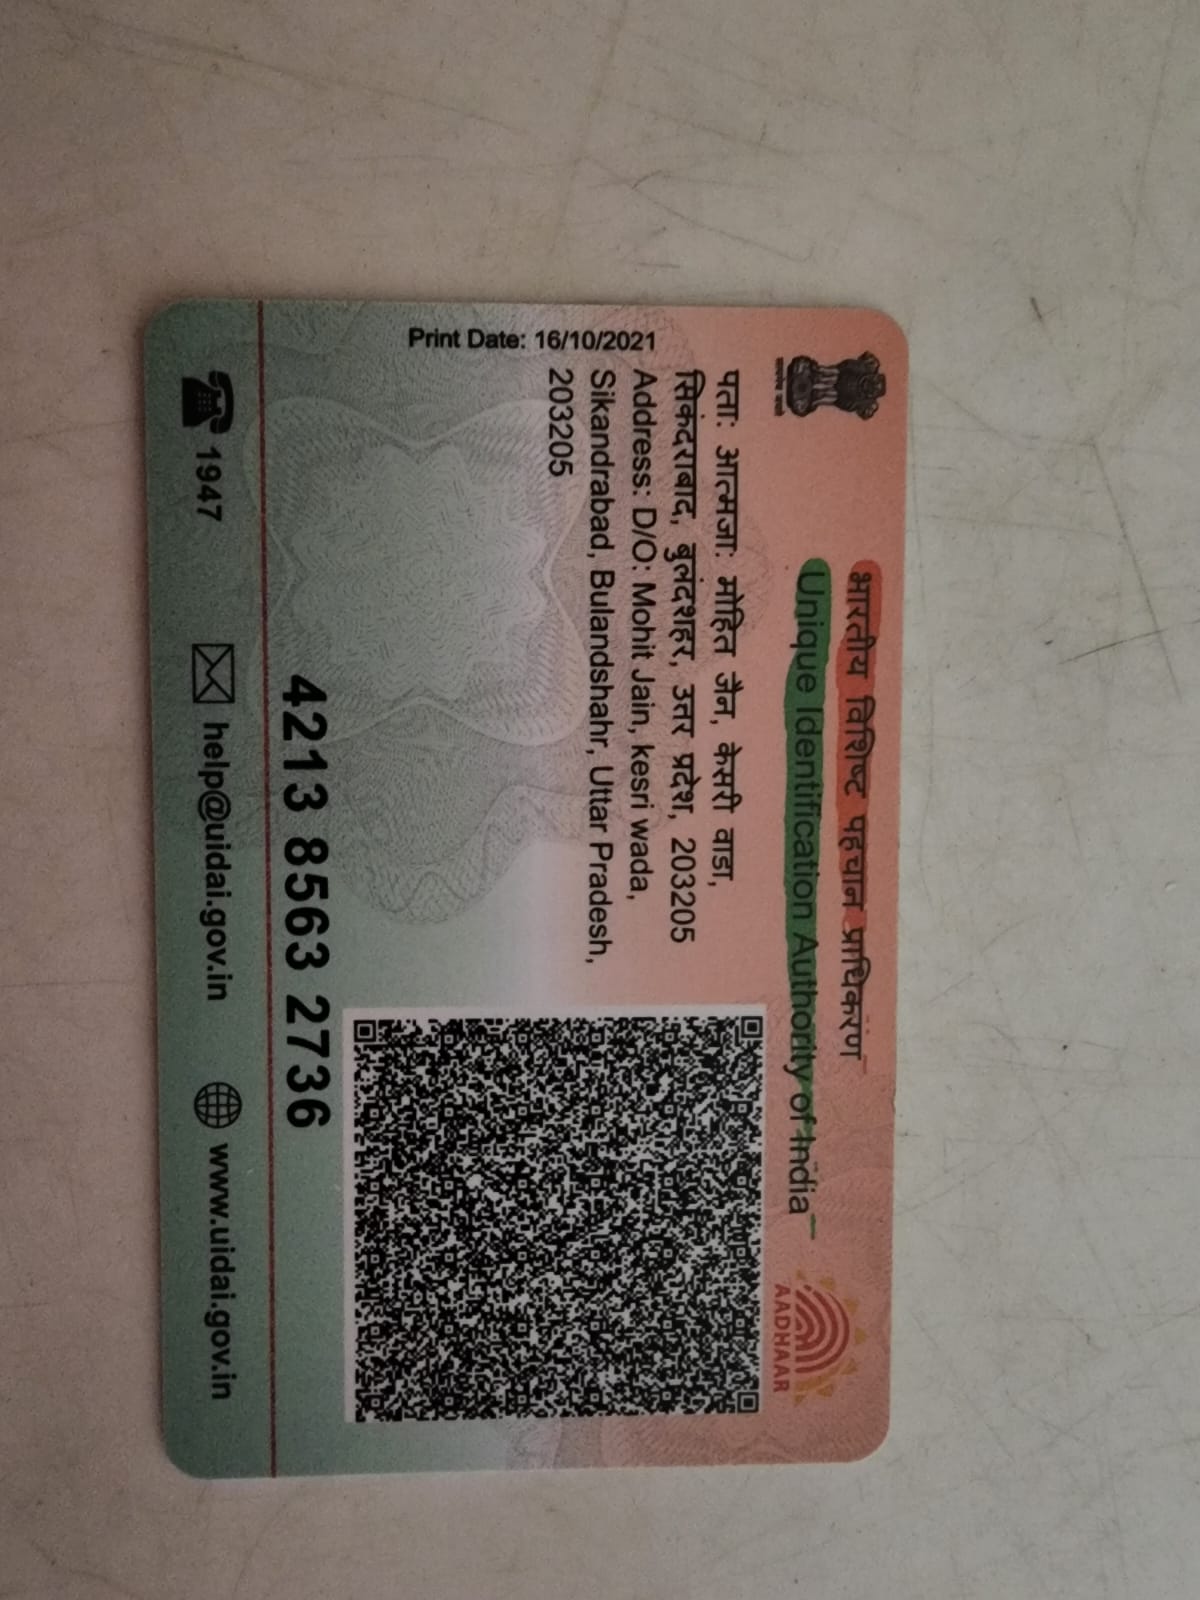 भारतीय विशिष्ट पहचान प्राधिकरण
Unique Identification Authority of India
AADHAAR
पता: आत्मजा: मोहित जैन, केसरी वाडा,
सिकंदराबाद, बुलंदशहर, उत्तर प्रदेश, 203205
Address: D/O: Mohit Jain, kesri wada,
Sikandrabad, Bulandshahr, Uttar Pradesh,
203205
Print Date: 16/10/2021
4213 8563 2736
1947
help@uidai.gov.in
www.uidai.gov.in